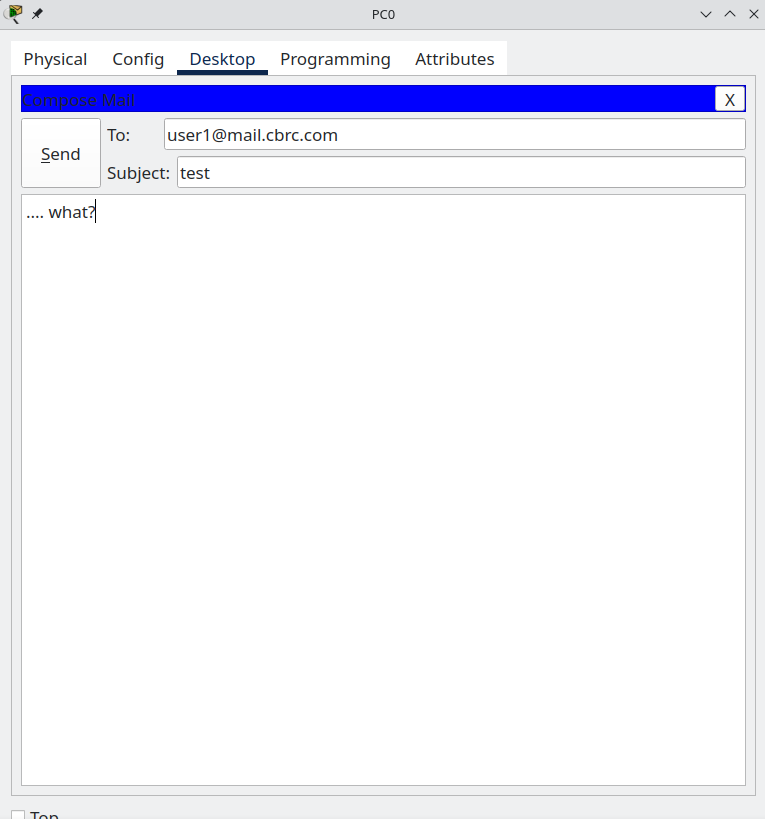 PC0
Physical Config Desktop Programming Attributes
Compose Mail
X
Send
To: user1@mail.cbrc.com
Subject: test
.... what?
Top